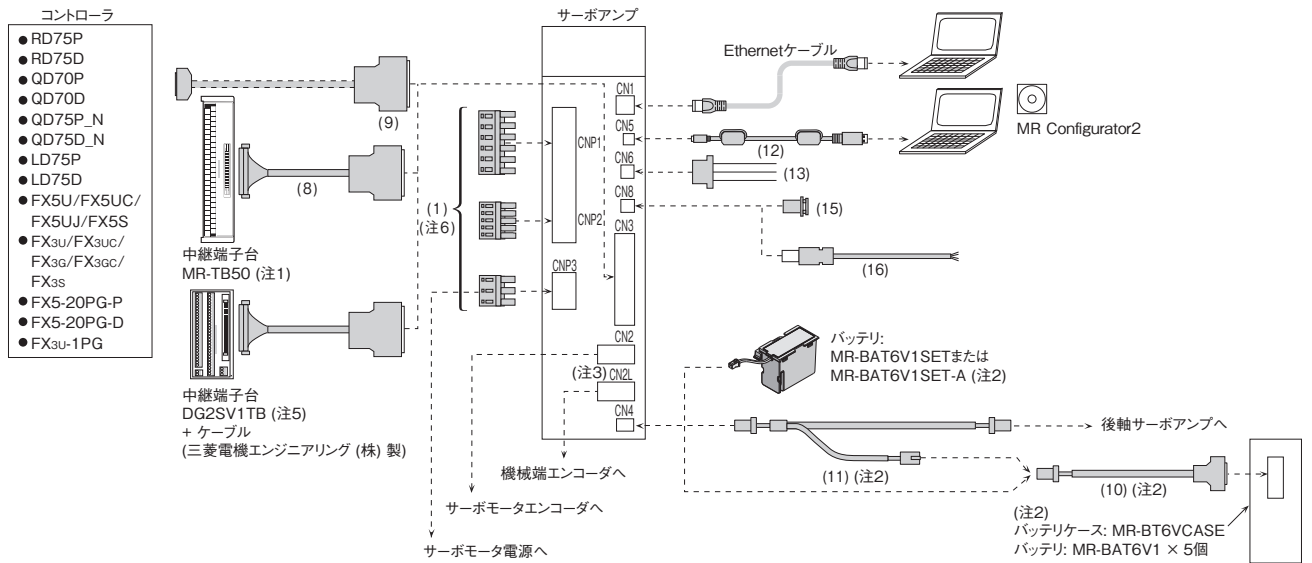 コントローラ
● RD75P
● RD75D
● QD70P
● QD70D
● QD75P_N
● QD75D_N
● LD75P
● LD75D
● FX5U/FX5UC/
FX5UJ/FX5S
● FX3U/FX3UC/
FX3G/FX3GC/
FX3S
● FX5-20PG-P
● FX5-20PG-D
● FX3U-1PG
(9)
(8)
中継端子台
MR-TB50 (注1)
中継端子台
DG2SV1TB (注5)
+ ケーブル
(三菱電機エンジニアリング (株) 製)
(1)
(注6)
サーボアンプ
CNP1
CNP2
CNP3
CN1
CN5
CN6
CN8
CN3
CN2
(注3)
CN2L
CN4
機械端エンコーダへ
サーボモータエンコーダへ
サーボモータ電源へ
Ethernetケーブル
MR Configurator2
(12)
(13)
(15)
(16)
バッテリ:
MR-BAT6V1SETまたは
MR-BAT6V1SET-A (注2)
後軸サーボアンプへ
(11) (注2)
(10) (注2)
(注2)
バッテリケース: MR-BT6VCASE
バッテリ: MR-BAT6V1 × 5個